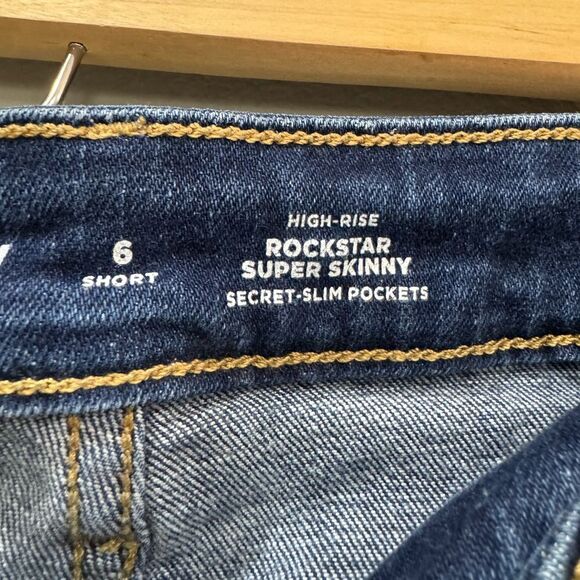 6
SHORT
HIGH-RISE
ROCKSTAR
SUPER SKINNY
SECRET-SLIM POCKETS